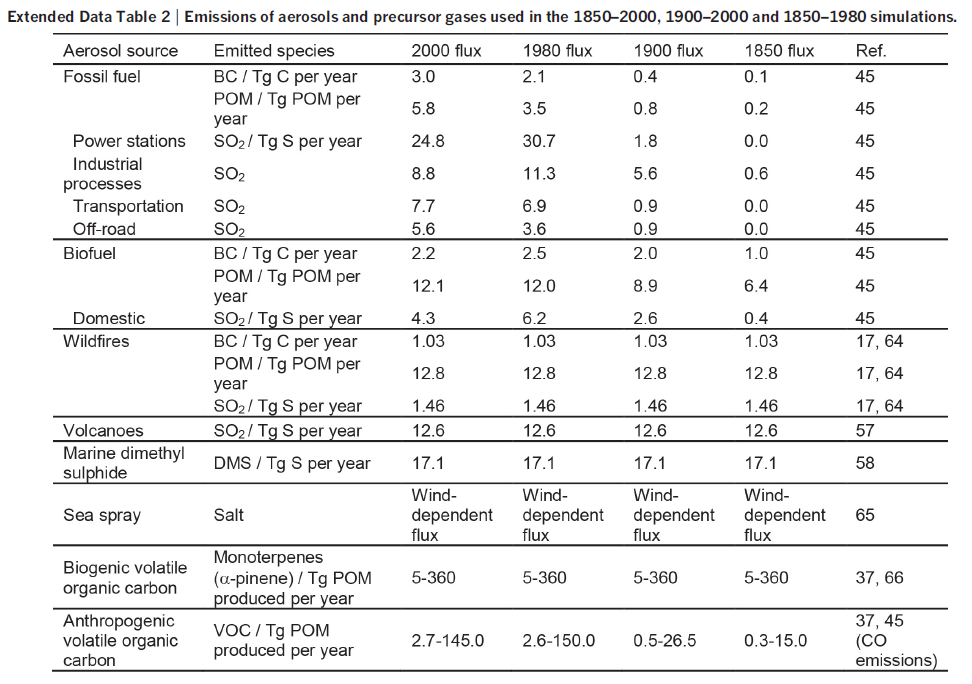 Extended Data Table 2 | Emissions of aerosols and precursor gases used in the 1850–2000, 1900–2000 and 1850–1980 simulations.
Aerosol source Emitted species 2000 flux 1980 flux 1900 flux 1850 flux Ref.
Fossil fuel BC / Tg C per year 3.0 2.1 0.4 0.1 45
POM / Tg POM per
year 5.8 3.5 0.8 0.2 45
Power stations SO2 / Tg S per year 24.8 30.7 1.8 0.0 45
Industrial
processes SO2 8.8 11.3 5.6 0.6 45
Transportation SO2 7.7 6.9 0.9 0.0 45
Off-road SO2 5.6 3.6 0.9 0.0 45
Biofuel BC / Tg C per year 2.2 2.5 2.0 1.0 45
POM / Tg POM per
year 12.1 12.0 8.9 6.4 45
Domestic SO2 / Tg S per year 4.3 6.2 2.6 0.4 45
Wildfires BC / Tg C per year 1.03 1.03 1.03 1.03 17, 64
POM / Tg POM per
year 12.8 12.8 12.8 12.8 17, 64
SO2 / Tg S per year 1.46 1.46 1.46 1.46 17, 64
Volcanoes SO2 / Tg S per year 12.6 12.6 12.6 12.6 57
Marine dimethyl
sulphide DMS / Tg S per year 17.1 17.1 17.1 17.1 58
Wind- Wind- Wind- Wind-
Sea spray Salt dependent dependent dependent dependent 65
flux flux flux flux
Biogenic volatile
organic carbon Monoterpenes
(α-pinene) / Tg POM
produced per year 5-360 5-360 5-360 5-360 37, 66
Anthropogenic
volatile organic
carbon VOC / Tg POM
produced per year 2.7-145.0 2.6-150.0 0.5-26.5 0.3-15.0 37, 45
(CO
emissions)